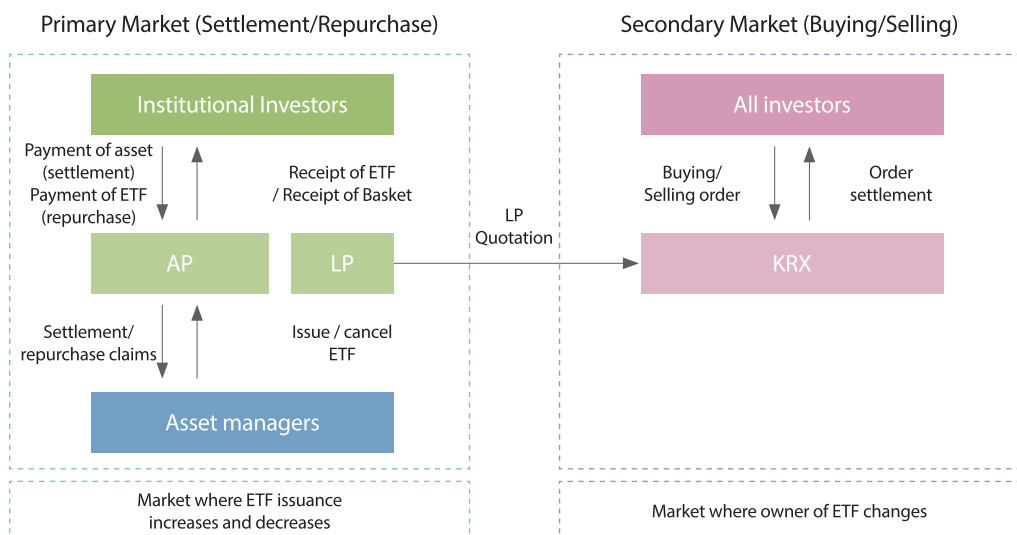 Primary Market (Settlement/Repurchase)
Institutional Investors
Payment of asset
(settlement)
Payment of ETF
(repurchase)
Receipt of ETF
/ Receipt of Basket
AP
LP
Settlement/
repurchase claims
Issue / cancel
ETF
Asset managers
Market where ETF issuance
increases and decreases
LP
Quotation
Secondary Market (Buying/Selling)
All investors
Buying/
Selling order
Order
settlement
KRX
Market where owner of ETF changes